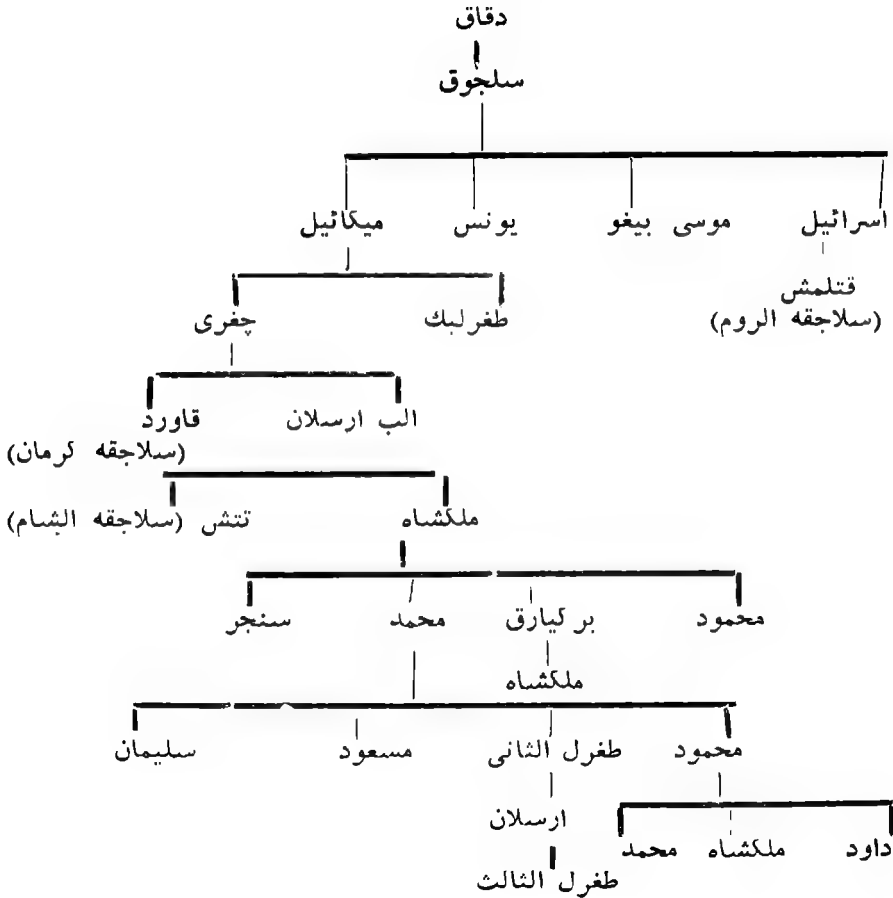 دقاق
سلجوق
اسرائيل موسى بيغو يونس ميكائيل
قتلمش
(سلاجقه الروم)
طغرلبك چغرى
الب ارسلان قاورد
(سلاجقه كرمان)
ملكشاه تتش (سلاجقه الشام)
محمود بركيارق محمد سنجر
ملكشاه
محمود طغرل الثانى مسعود سليمان
ارسلان
داود ملكشاه محمد
طغرل الثالث